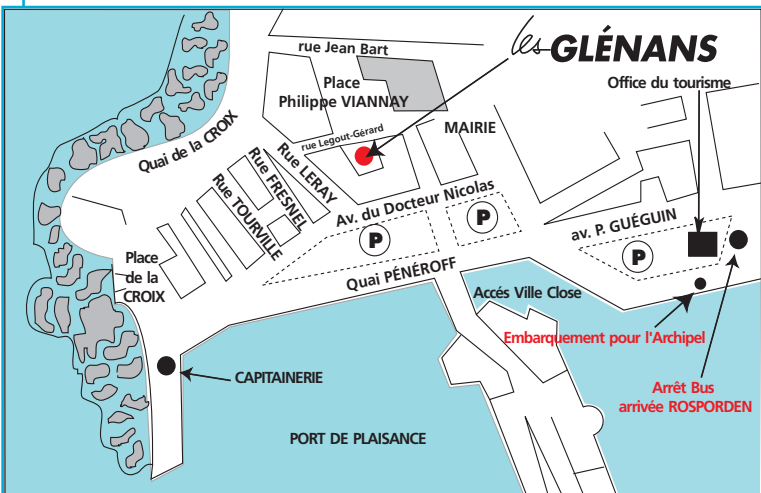 les GLÉNANS
rue Jean Bart
Place
Philippe VIANNAY
Office du tourisme
MAIRIE
rue Legout-Gérard
Quai de la CROIX
Rue LERAY
Rue FRESNEL
Rue TOURVILLE
Av. du Docteur Nicolas
P
P
av. P. GUÉGUIN
P
Place
de la
CROIX
Quai PÉNÉROFF
Accés Ville Close
Embarquement pour l'Archipel
CAPITAINERIE
Arrêt Bus
arrivée ROSPORDEN
PORT DE PLAISANCE